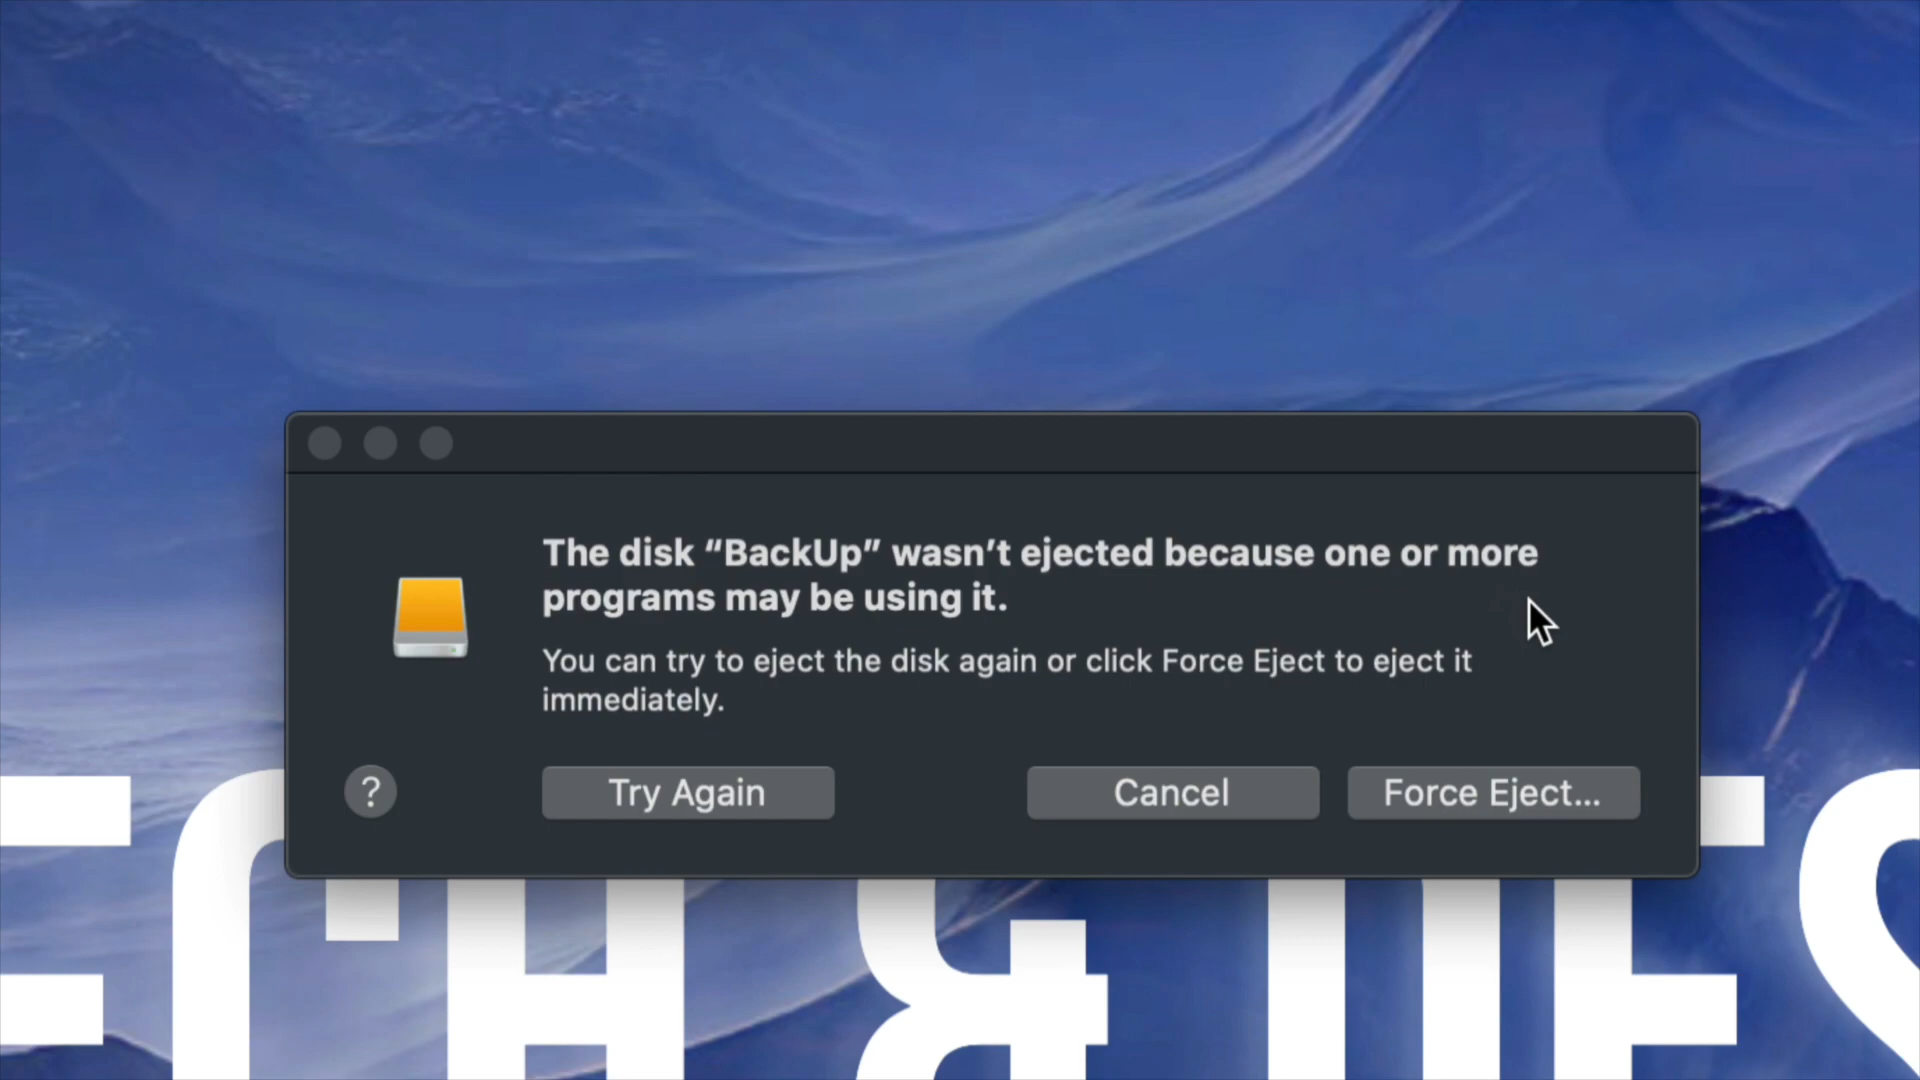 The disk “BackUp” wasn’t ejected because one or more
programs may be using it.
You can try to eject the disk again or click Force Eject to eject it
immediately.
?
Try Again
Cancel
Force Eject...